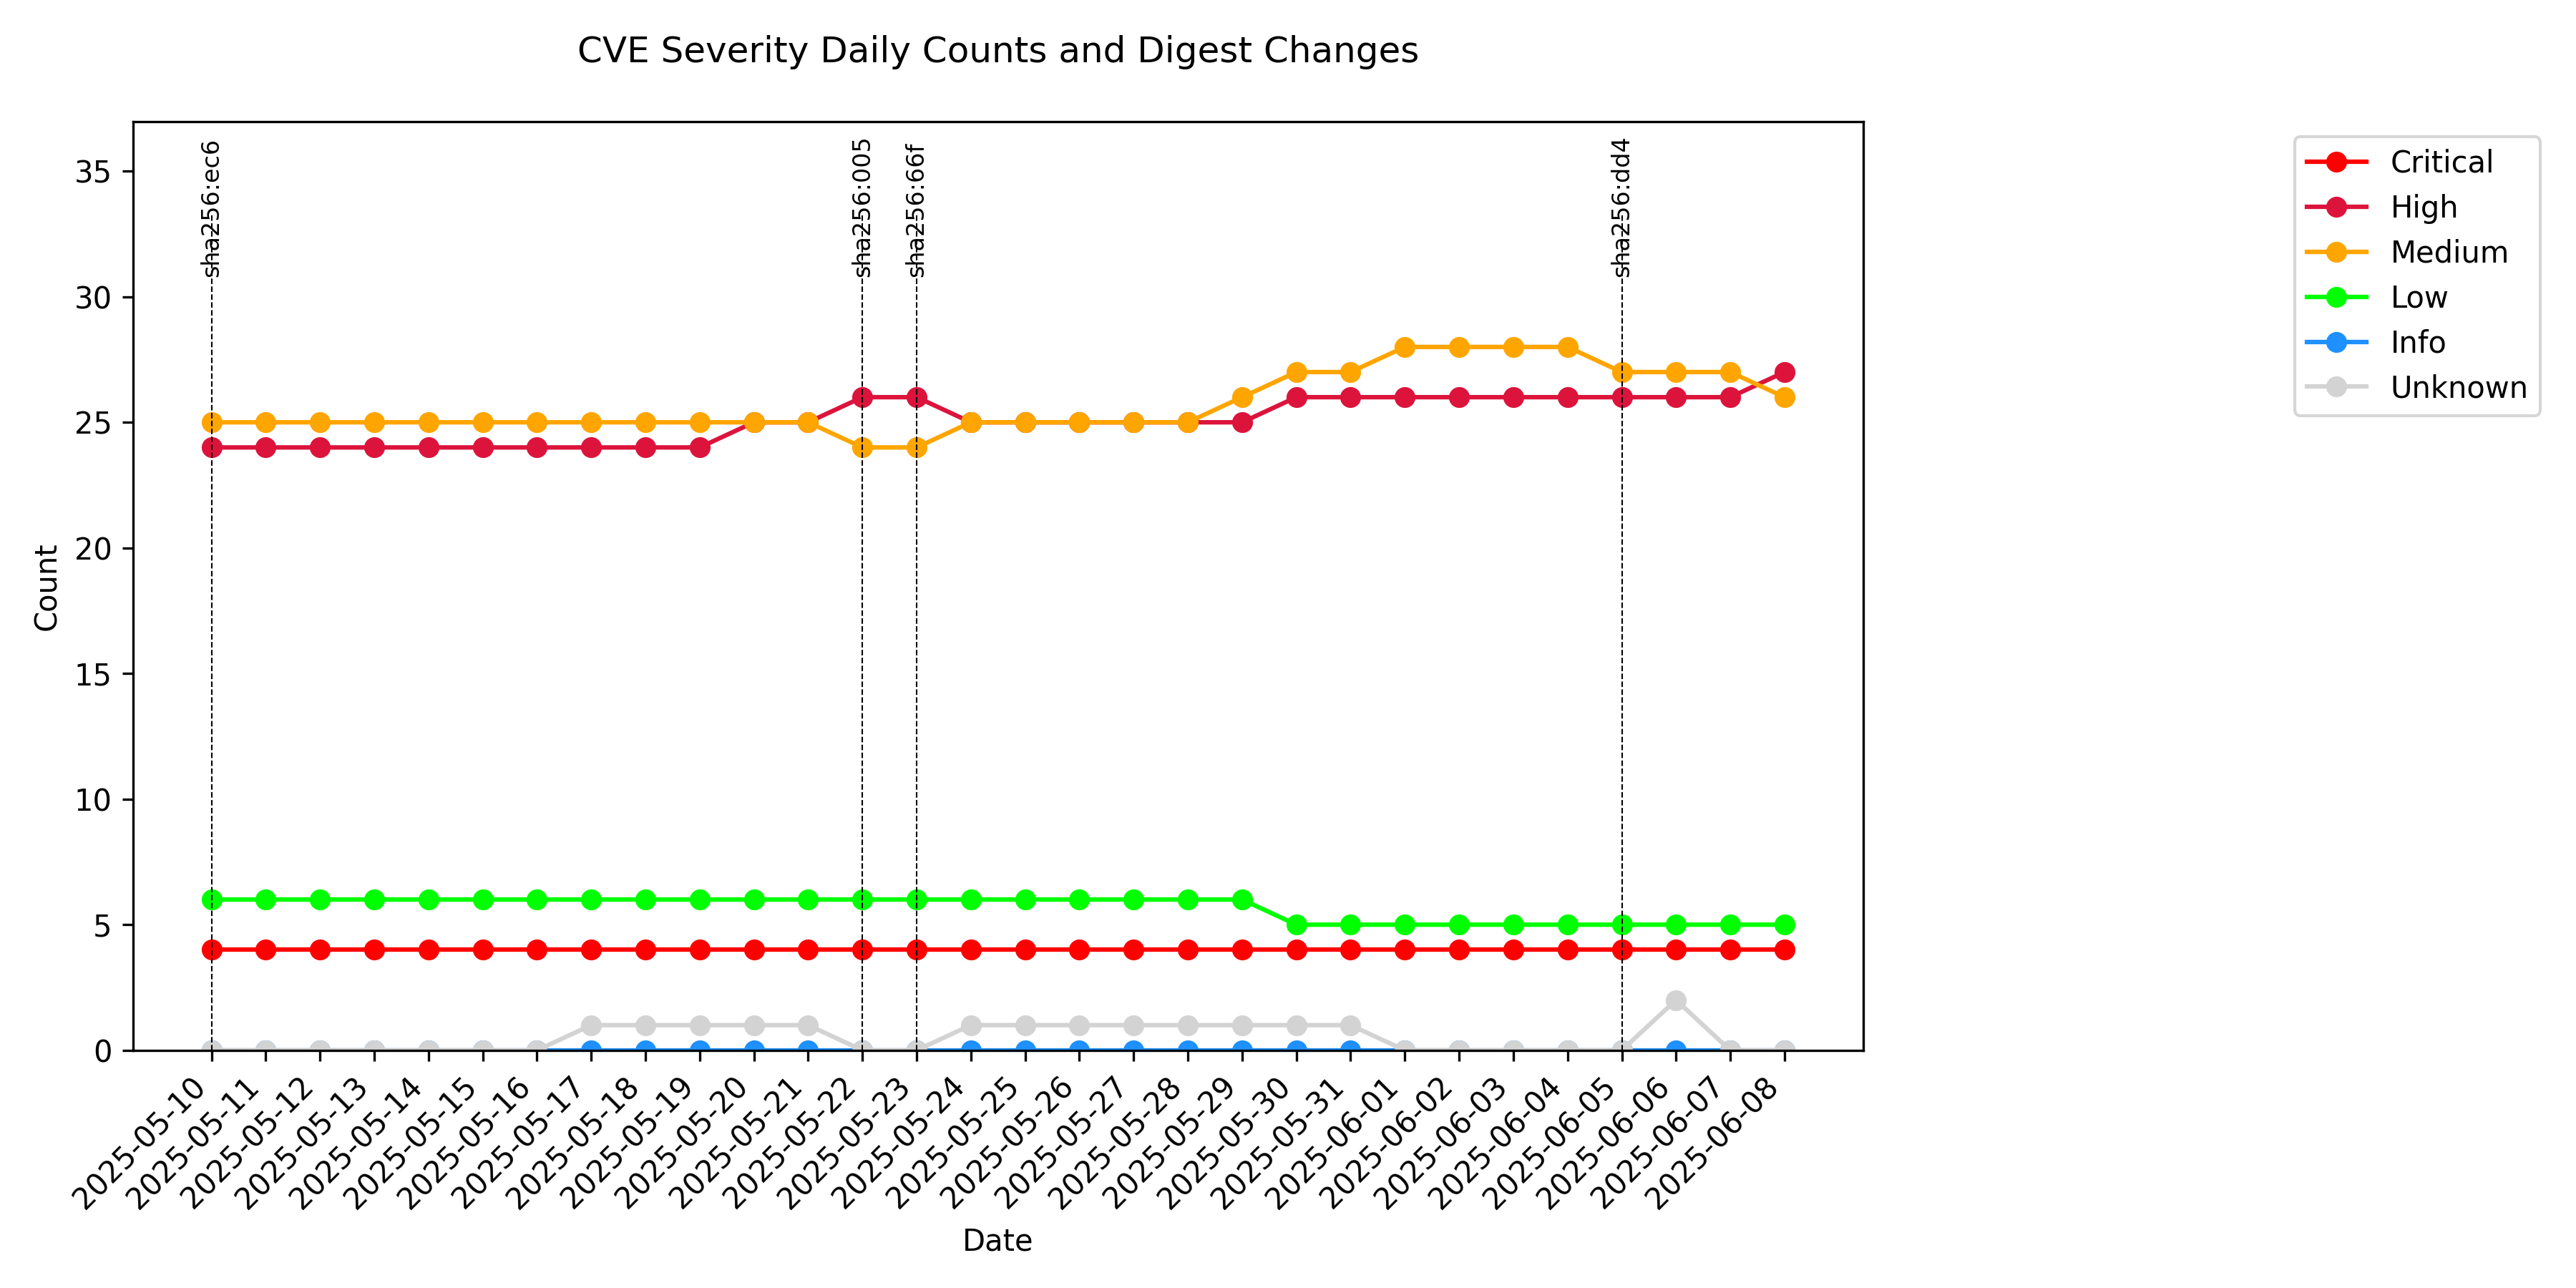 CVE Severity Daily Counts and Digest Changes
sha256:ec6
sha256:005
sha256:66f
sha256:dd4
Critical
High
Medium
Low
Info
Unknown
Count
35
30
25
20
15
10
5
0
2025-05-10
2025-05-11
2025-05-12
2025-05-13
2025-05-14
2025-05-15
2025-05-16
2025-05-17
2025-05-18
2025-05-19
2025-05-20
2025-05-21
2025-05-22
2025-05-23
2025-05-24
2025-05-25
2025-05-26
2025-05-27
2025-05-28
2025-05-29
2025-05-30
2025-05-31
2025-06-01
2025-06-02
2025-06-03
2025-06-04
2025-06-05
2025-06-06
2025-06-07
2025-06-08
Date